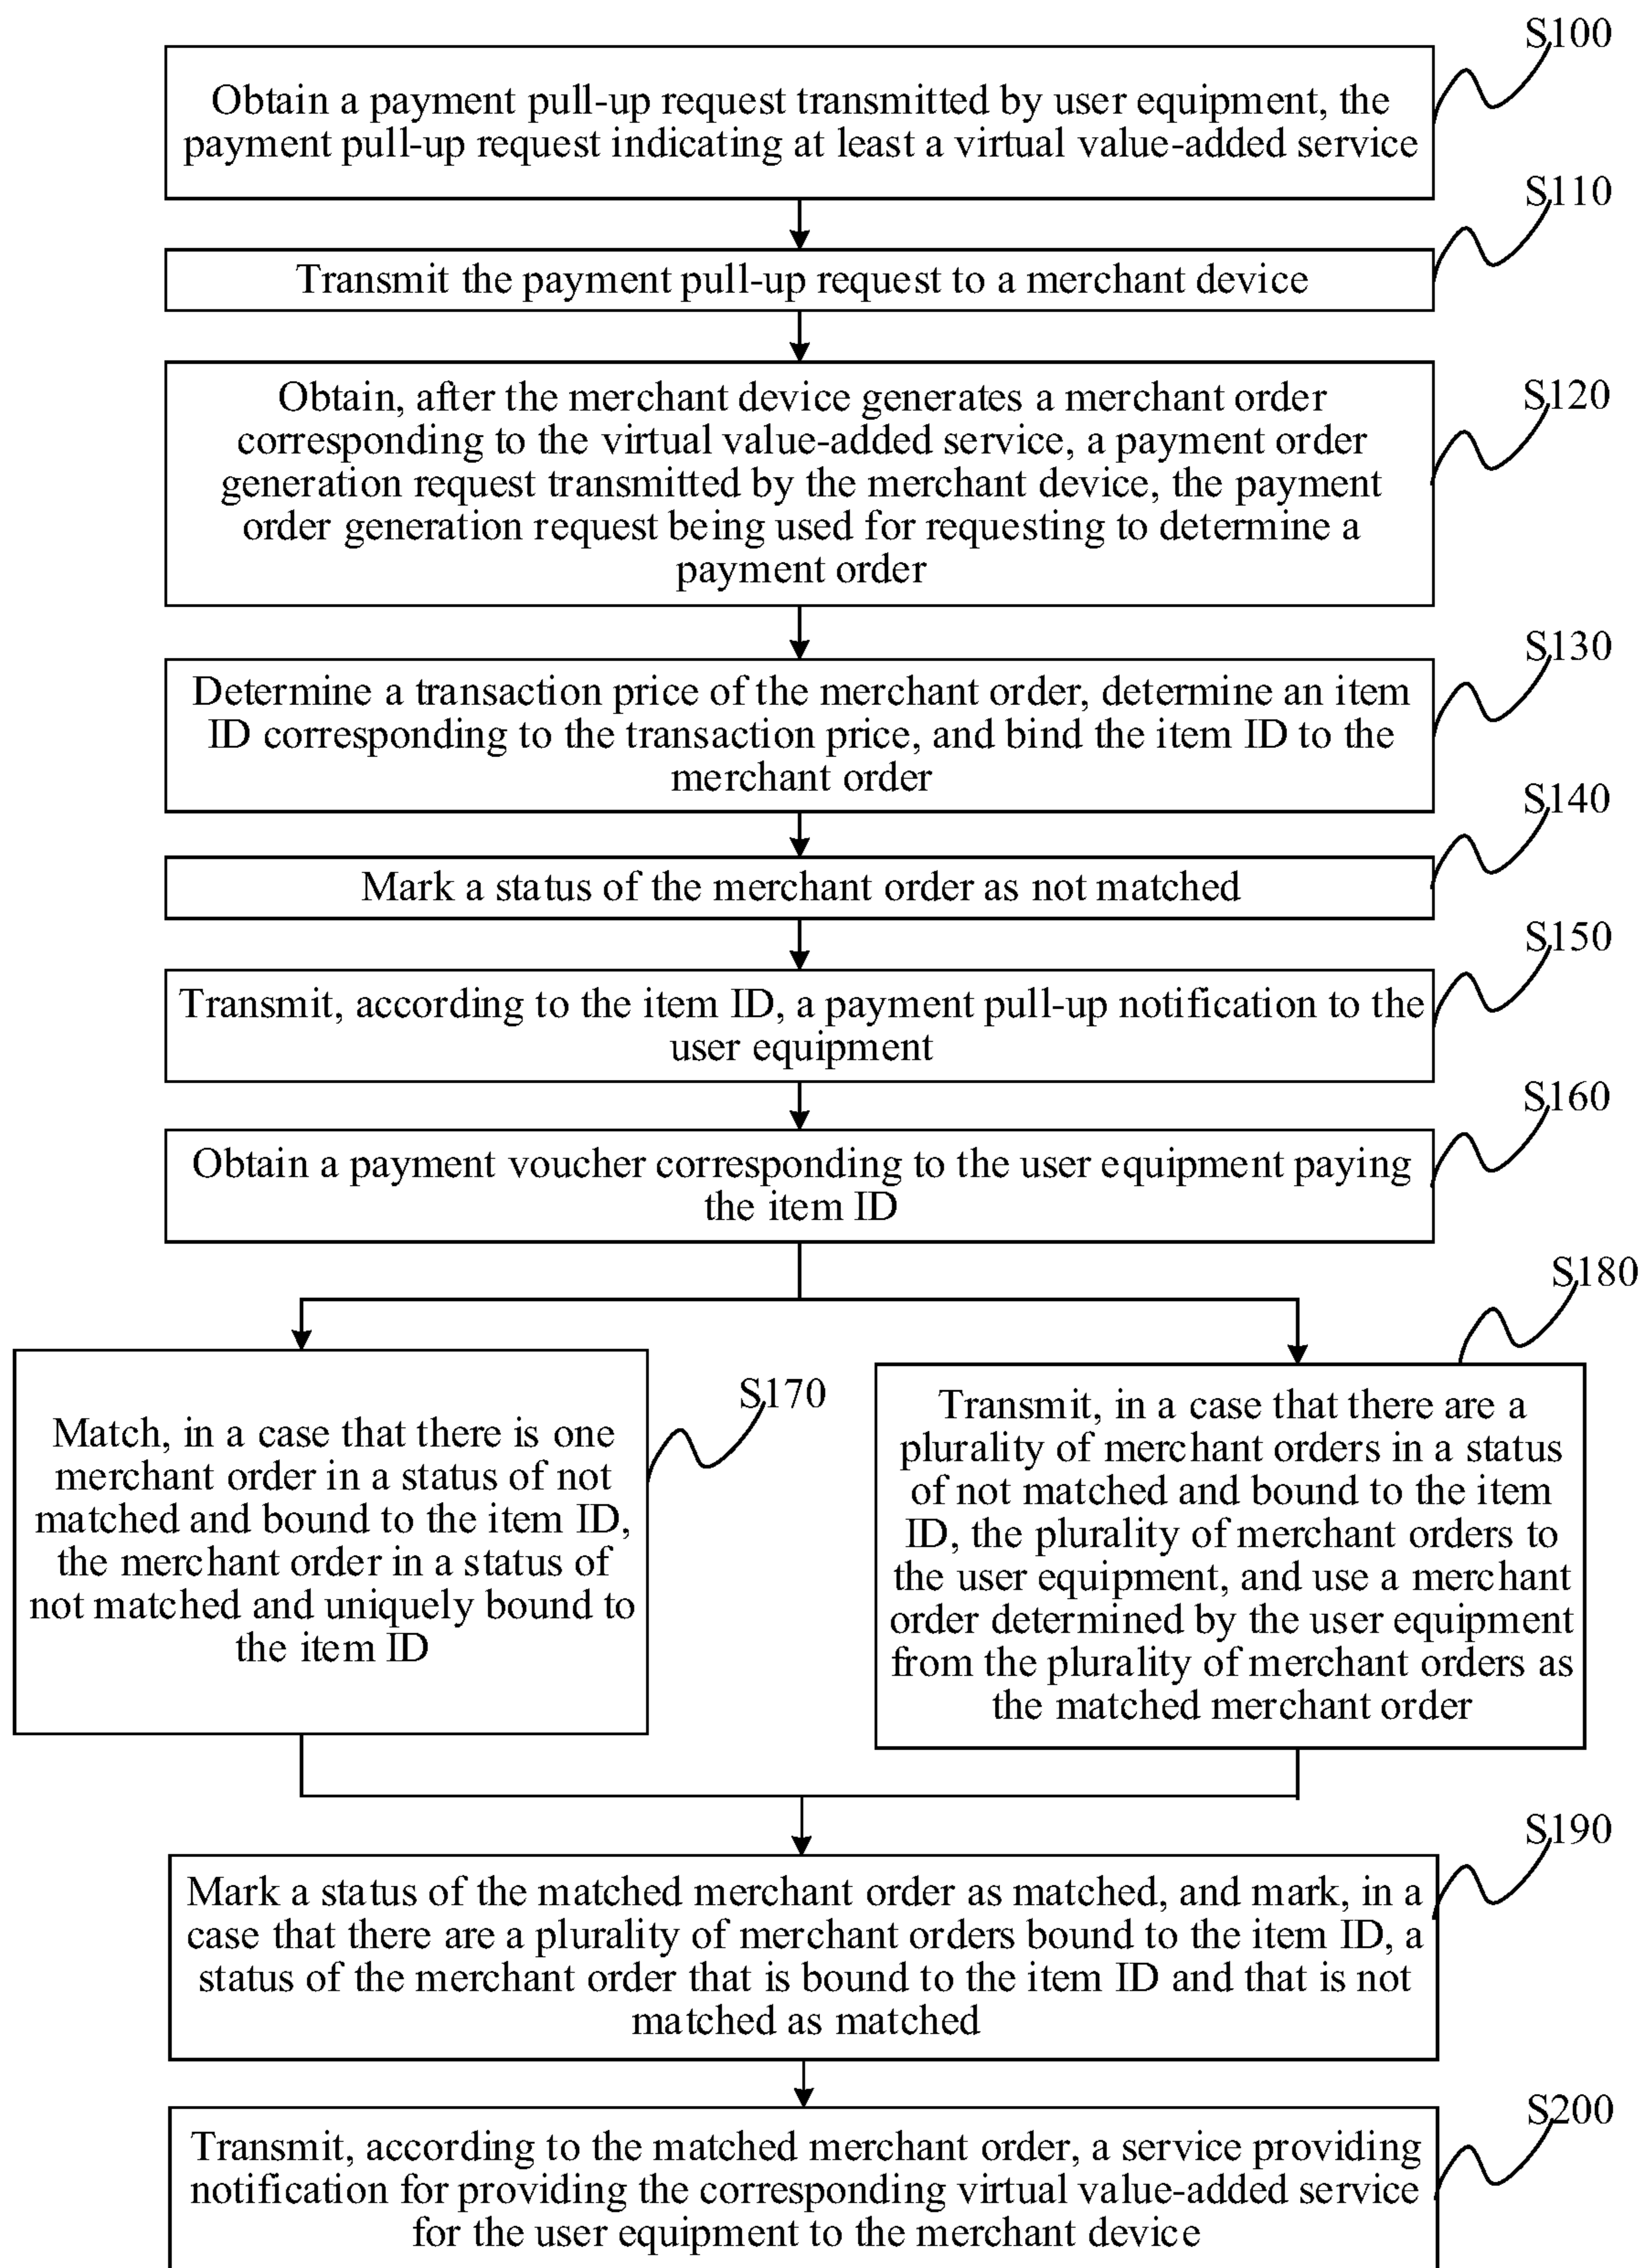 S100
Obtain a payment pull-up request transmitted by user equipment, the
payment pull-up request indicating at least a virtual value-added service
S110
Transmit the payment pull-up request to a merchant device
S120
Obtain, after the merchant device generates a merchant order
corresponding to the virtual value-added service, a payment order
generation request transmitted by the merchant device, the payment
order generation request being used for requesting to determine a
payment order
S130
Determine a transaction price of the merchant order, determine an item
ID corresponding to the transaction price, and bind the item ID to the
merchant order
S140
Mark a status of the merchant order as not matched
S150
Transmit, according to the item ID, a payment pull-up notification to the
user equipment
S160
Obtain a payment voucher corresponding to the user equipment paying
the item ID
S170
Match, in a case that there is one
merchant order in a status of not
matched and bound to the item ID,
the merchant order in a status of
not matched and uniquely bound to
the item ID
S180
Transmit, in a case that there are a
plurality of merchant orders in a status
of not matched and bound to the item
ID, the plurality of merchant orders to
the user equipment, and use a merchant
order determined by the user equipment
from the plurality of merchant orders as
the matched merchant order
S190
Mark a status of the matched merchant order as matched, and mark, in a
case that there are a plurality of merchant orders bound to the item ID, a
status of the merchant order that is bound to the item ID and that is not
matched as matched
S200
Transmit, according to the matched merchant order, a service providing
notification for providing the corresponding virtual value-added service
for the user equipment to the merchant device